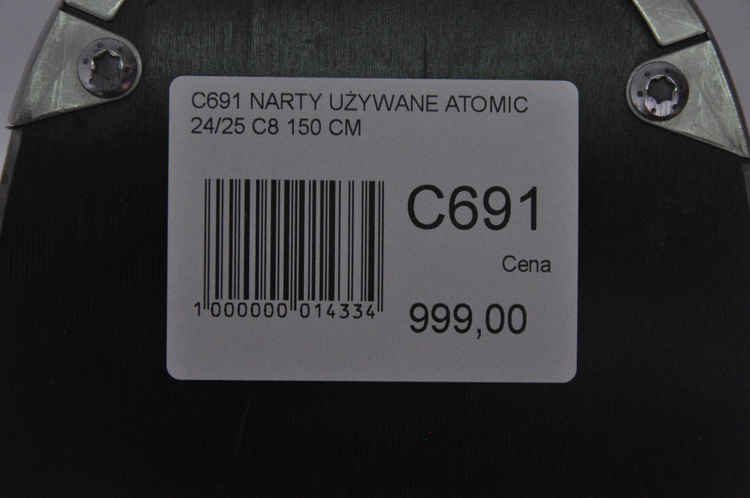 C691 NARTY UŻYWANE ATOMIC
24/25 C8 150 CM
C691
Cena
999,00
1 000000 014334